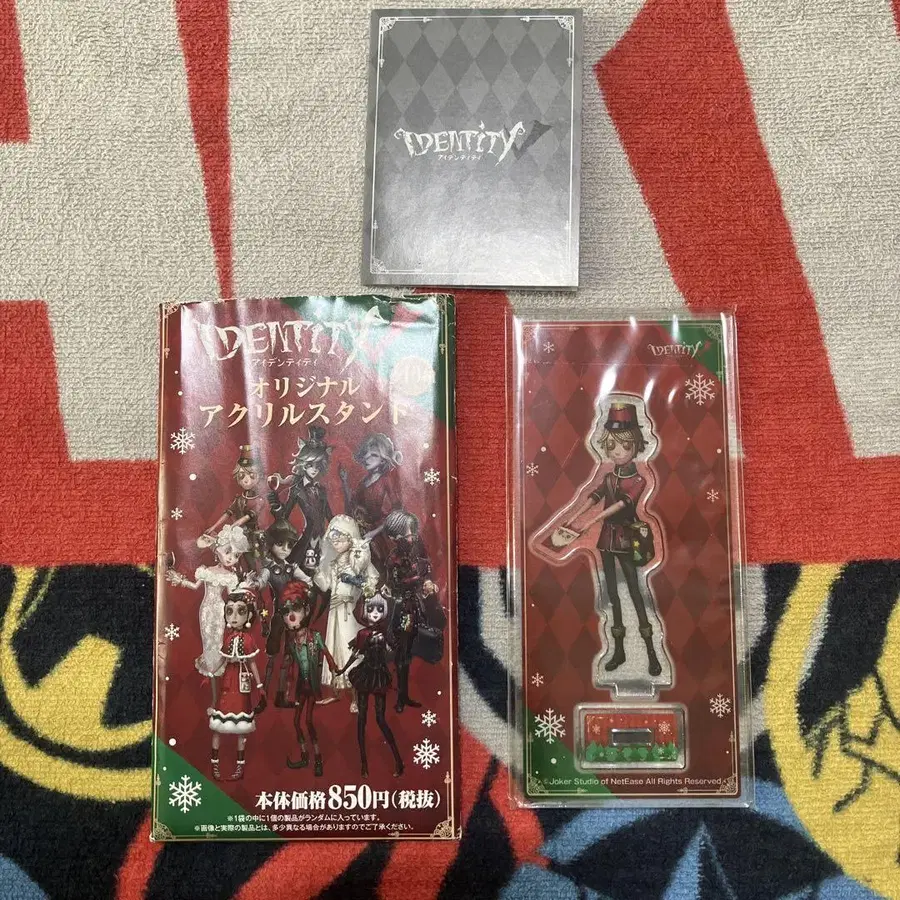 IDENTITY V
アイデンティティ
IDENTITY V
アイデンティティ
オリジナル
アクリルスタンド
本体価格850円(税抜)
※1袋の中に1個の製品がランダムに入っています。
※画像と実際の製品とは、多少異なる場合がありますのでご了承ください。
IDENTITY V
©Joker Studio of NetEase All Rights Reserved